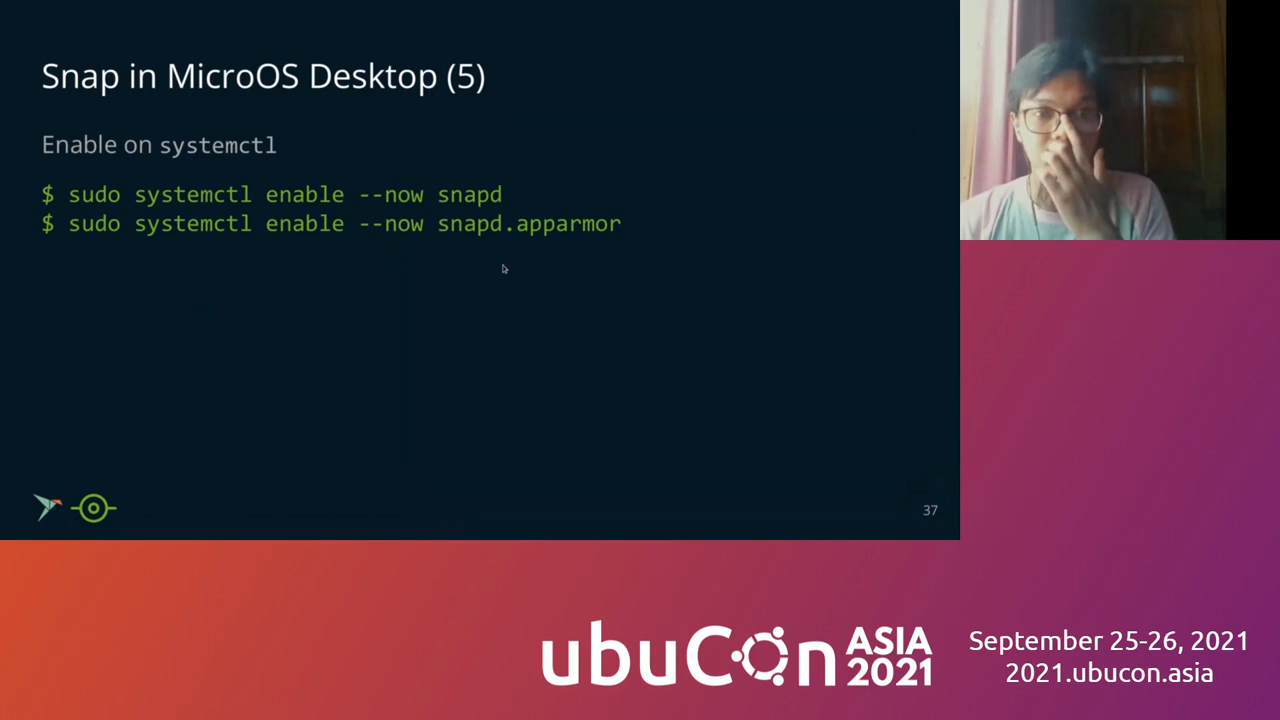 Snap in MicroOS Desktop (5)
Enable on systemctl
$ sudo systemctl enable --now snapd
$ sudo systemctl enable --now snapd.apparmor
37
ubuCon ASIA 2021
September 25-26, 2021
2021.ubucon.asia